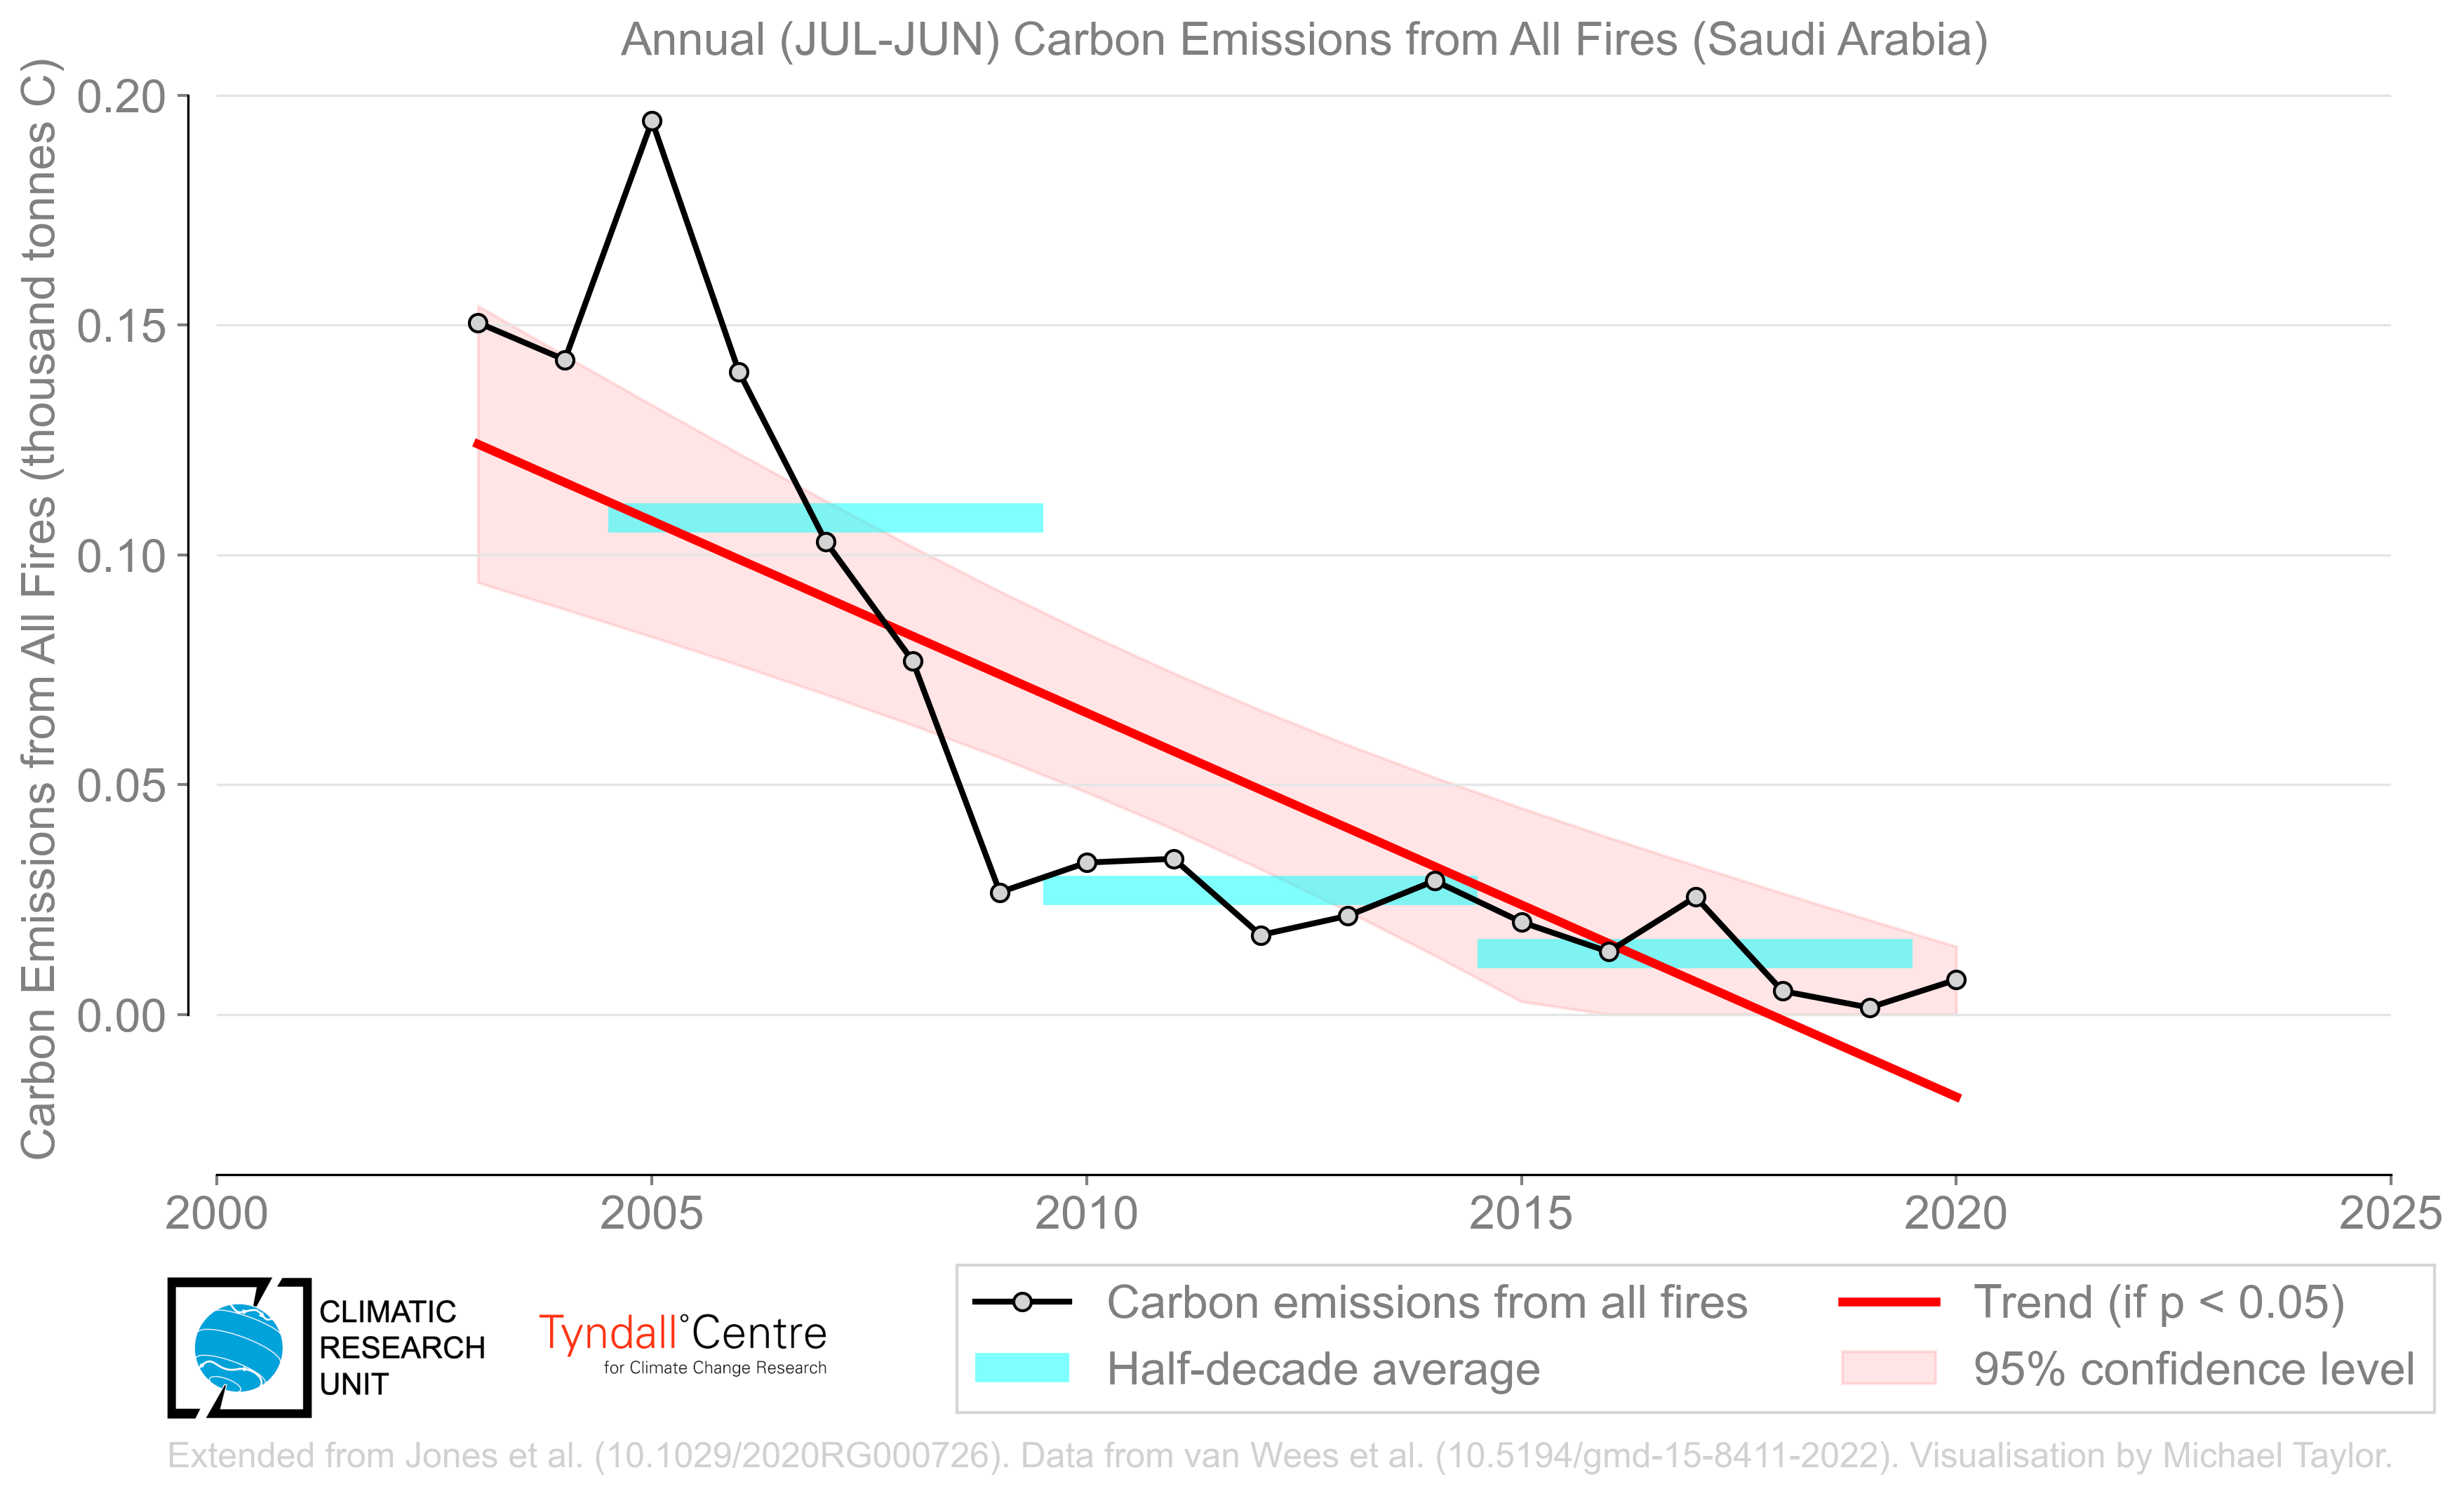 Annual (JUL-JUN) Carbon Emissions from All Fires (Saudi Arabia)
Carbon Emissions from All Fires (thousand tonnes C)
0.20
0.15
0.10
0.05
0.00
2000 2005 2010 2015 2020 2025
CLIMATIC
RESEARCH
UNIT
Tyndall°Centre
for Climate Change Research
Carbon emissions from all fires
Half-decade average
Trend (if p < 0.05)
95% confidence level
Extended from Jones et al. (10.1029/2020RG000726). Data from van Wees et al. (10.5194/gmd-15-8411-2022). Visualisation by Michael Taylor.